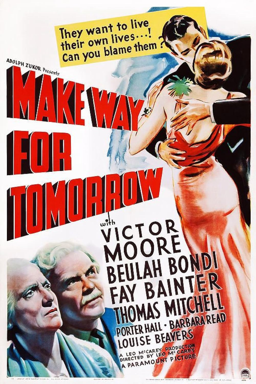 They want to live
their own lives...!
Can you blame them?
ADOLPH ZUKOR Presents
MAKE WAY
FOR
TOMORROW
with
VICTOR
MOORE
BEULAH BONDI
FAY BAINTER
THOMAS MITCHELL
PORTER HALL · BARBARA READ
LOUISE BEAVERS
A LEO McCAREY PRODUCTION
DIRECTED BY LEO McCAREY
A PARAMOUNT PICTURE